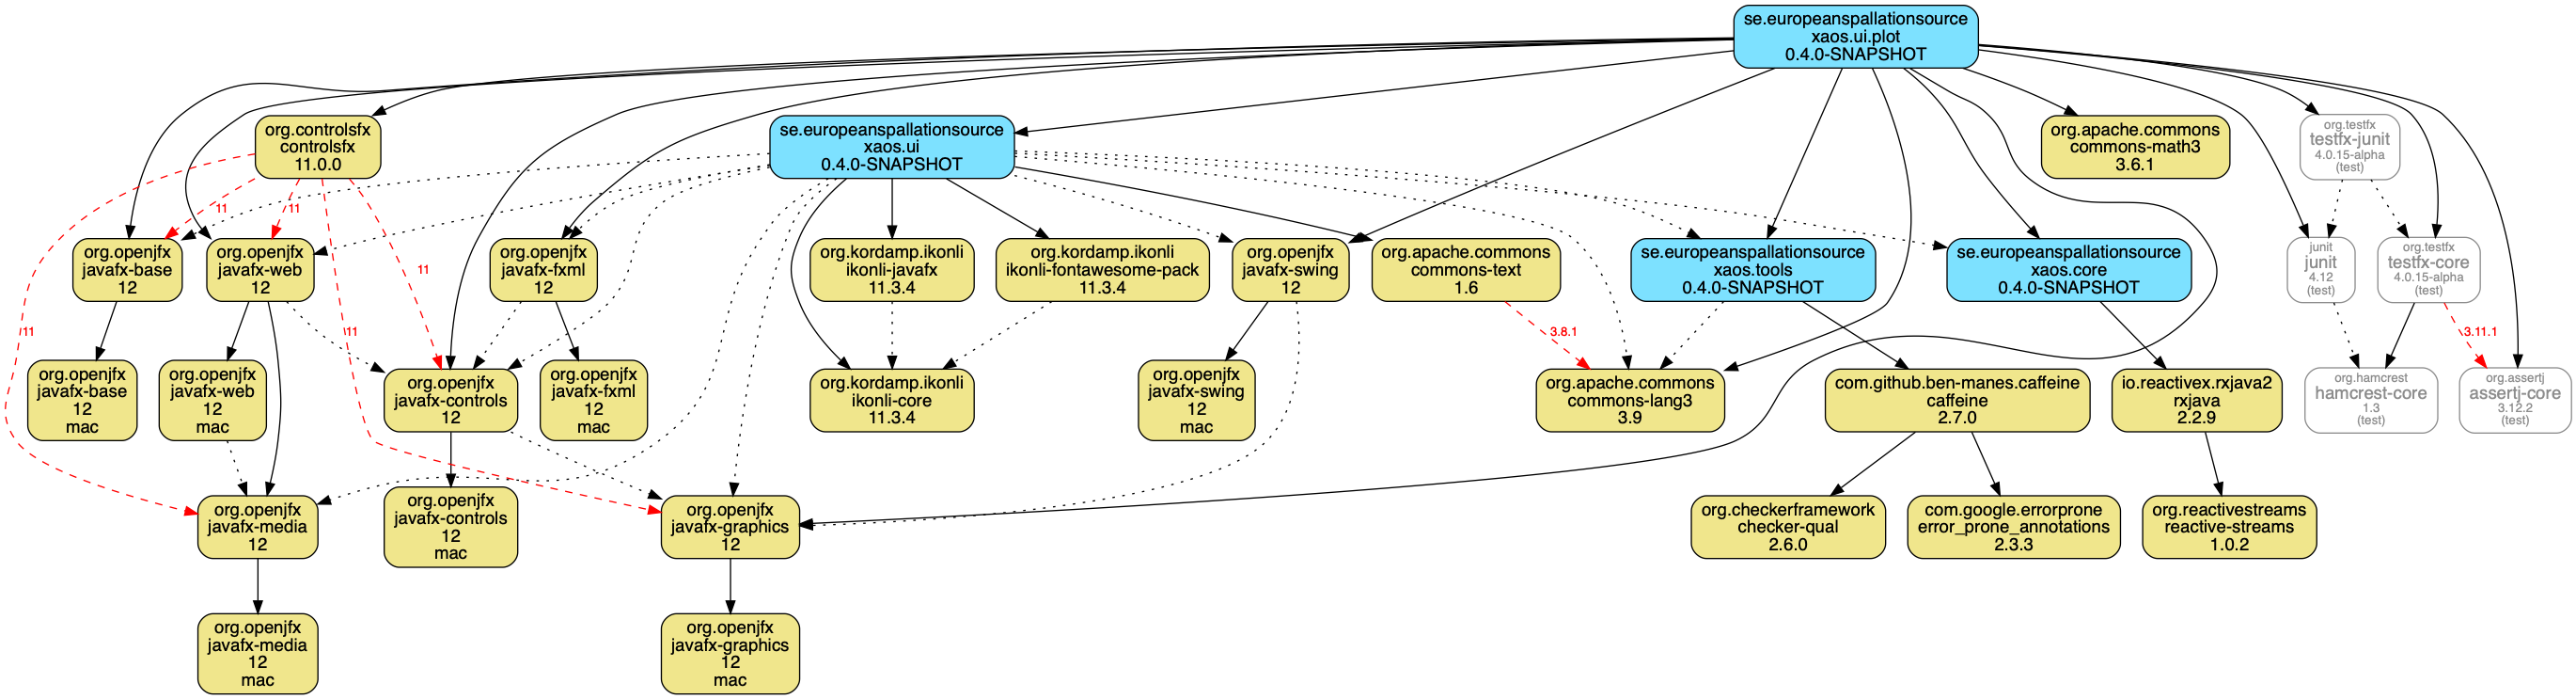 se.europeanspallationsource
xaos.ui.plot
0.4.0-SNAPSHOT
org.controlsfx
controlsfx
11.0.0
se.europeanspallationsource
xaos.ui
0.4.0-SNAPSHOT
org.apache.commons
commons-math3
3.6.1
org.testfx
testfx-junit
4.0.15-alpha
(test)
11
11
org.openjfx
javafx-base
12
org.openjfx
javafx-web
12
11
org.openjfx
javafx-fxml
12
org.kordamp.ikonli
ikonli-javafx
11.3.4
org.kordamp.ikonli
ikonli-fontawesome-pack
11.3.4
org.openjfx
javafx-swing
12
org.apache.commons
commons-text
1.6
se.europeanspallationsource
xaos.tools
0.4.0-SNAPSHOT
se.europeanspallationsource
xaos.core
0.4.0-SNAPSHOT
junit
junit
4.12
(test)
org.testfx
testfx-core
4.0.15-alpha
(test)
11
11
3.8.1
3.11.1
org.openjfx
javafx-base
12
mac
org.openjfx
javafx-web
12
mac
org.openjfx
javafx-controls
12
org.openjfx
javafx-fxml
12
mac
org.kordamp.ikonli
ikonli-core
11.3.4
org.openjfx
javafx-swing
12
mac
org.apache.commons
commons-lang3
3.9
com.github.ben-manes.caffeine
caffeine
2.7.0
io.reactivex.rxjava2
rxjava
2.2.9
org.hamcrest
hamcrest-core
1.3
(test)
org.assertj
assertj-core
3.12.2
(test)
org.openjfx
javafx-media
12
org.openjfx
javafx-controls
12
mac
org.openjfx
javafx-graphics
12
org.checkerframework
checker-qual
2.6.0
com.google.errorprone
error_prone_annotations
2.3.3
org.reactivestreams
reactive-streams
1.0.2
org.openjfx
javafx-media
12
mac
org.openjfx
javafx-graphics
12
mac